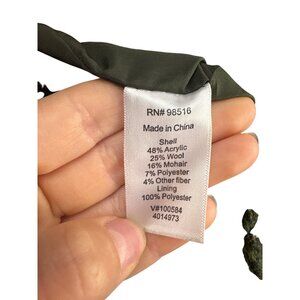 RN# 98516
Made in China
Shell
48% Acrylic
25% Wool
16% Mohair
7% Polyester
4% Other fiber
Lining
100% Polyester
V#100584
4014973